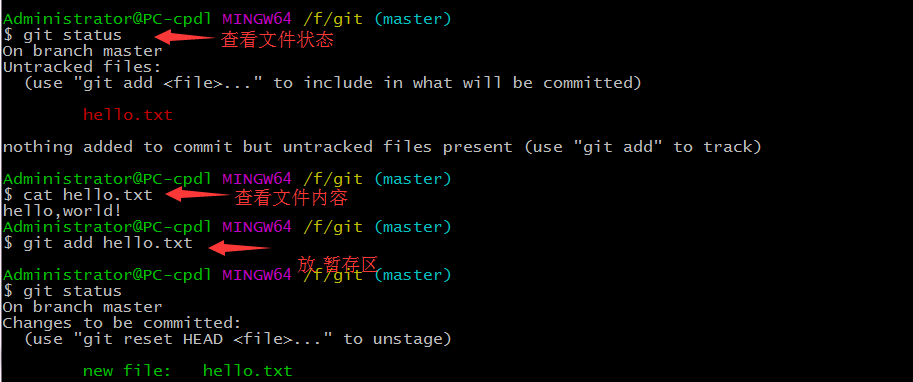 Administrator@PC-cpdl MINGW64 /f/git (master)
$ git status 查看文件状态
On branch master
Untracked files:
  (use "git add <file>..." to include in what will be committed)
        hello.txt
nothing added to commit but untracked files present (use "git add" to track)
Administrator@PC-cpdl MINGW64 /f/git (master)
$ cat hello.txt 查看文件内容
hello,world!
Administrator@PC-cpdl MINGW64 /f/git (master)
$ git add hello.txt
放 暂存区
Administrator@PC-cpdl MINGW64 /f/git (master)
$ git status
On branch master
Changes to be committed:
  (use "git reset HEAD <file>..." to unstage)
        new file:   hello.txt